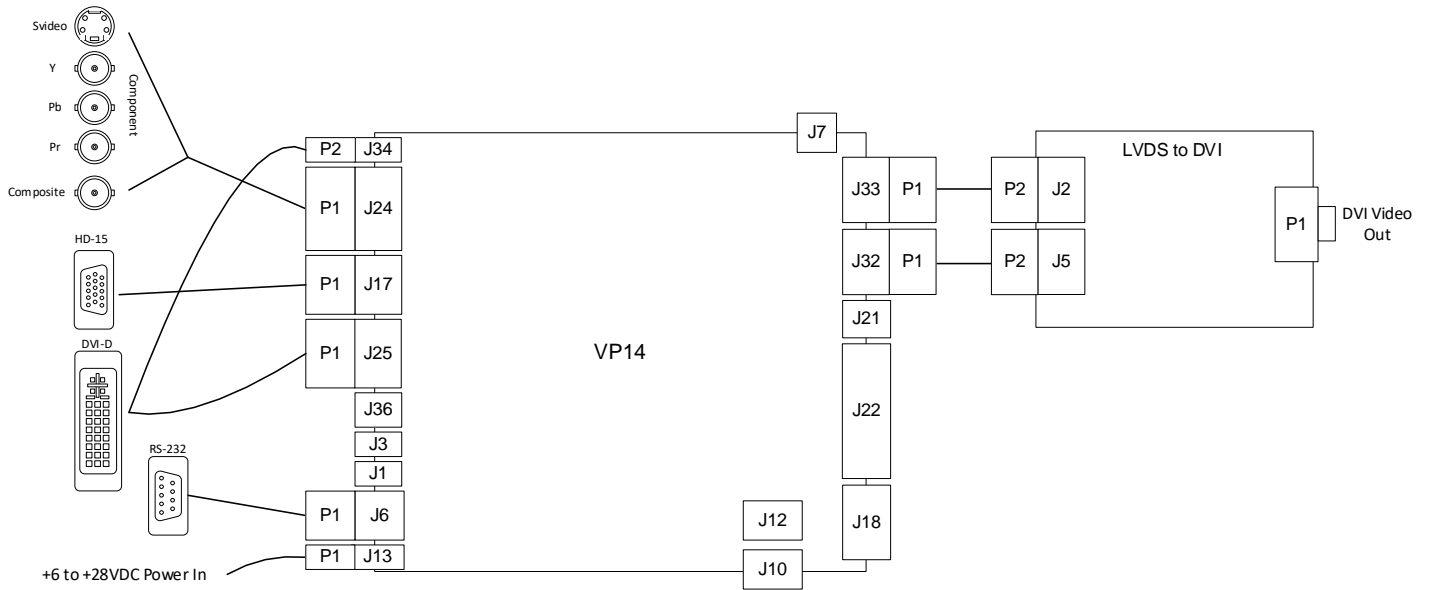 Svideo
Y
Pb
Pr
Component
Composite
HD-15
DVI-D
RS-232
+6 to +28VDC Power In
P2 J34
P1 J24
P1 J17
P1 J25
J36
J3
J1
P1 J6
P1 J13
VP14
J7
J33 P1
J32 P1
J21
J22
J18
J12
J10
LVDS to DVI
P2 J2
P2 J5
P1
DVI Video
Out